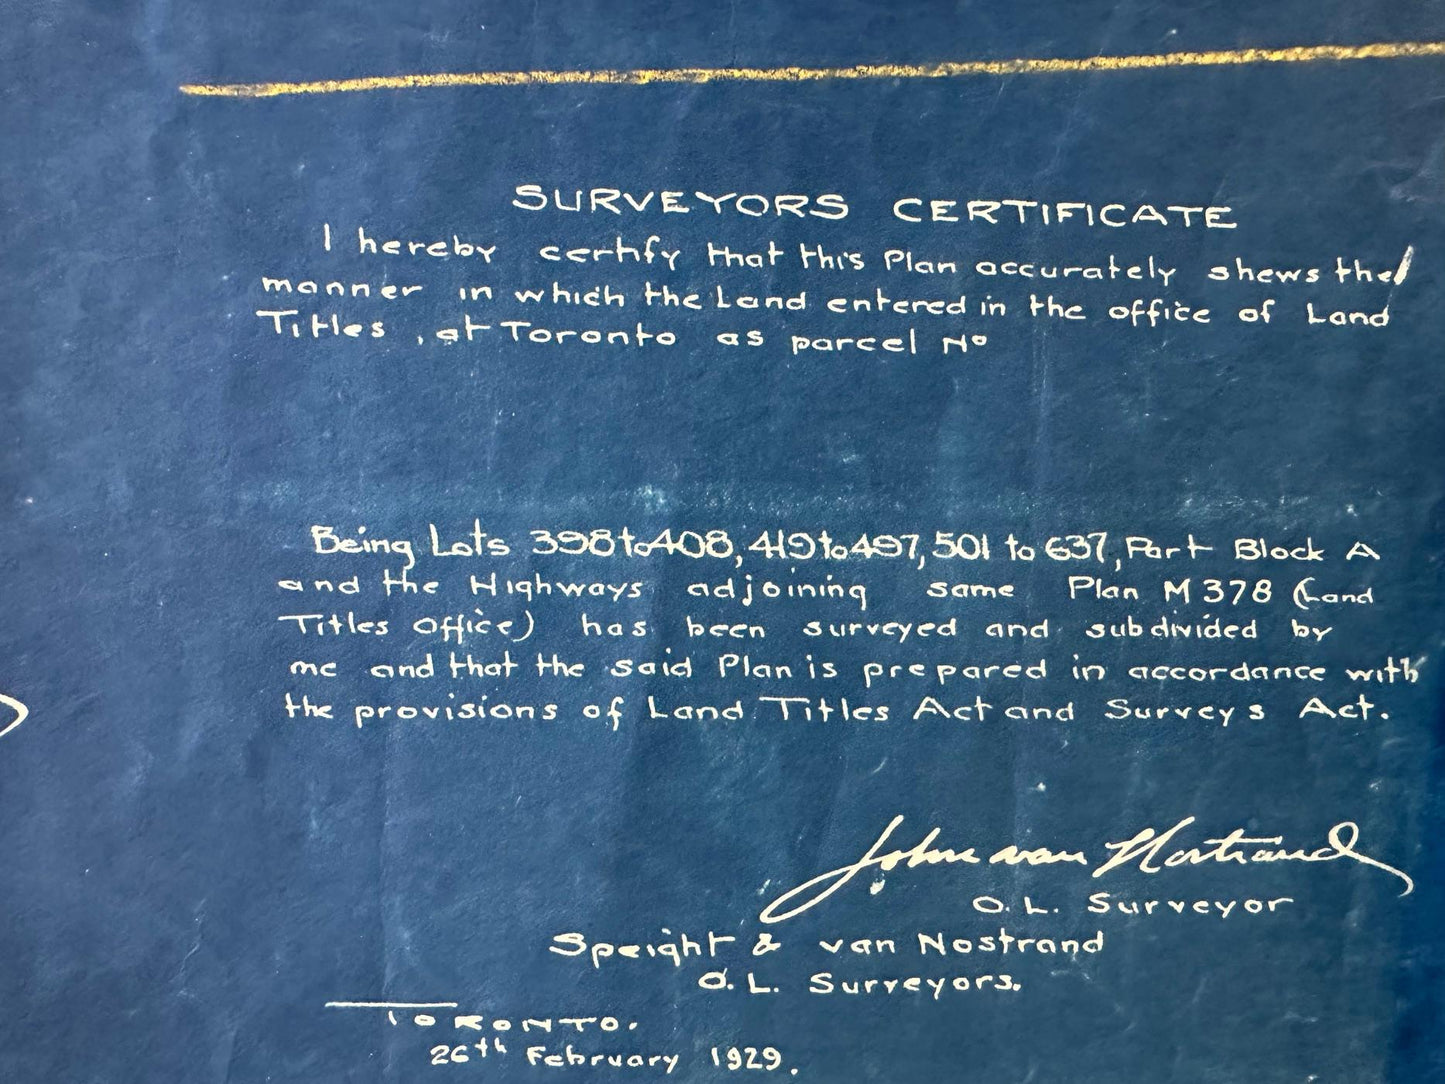 SURVEYORS CERTIFICATE
I hereby certify that this Plan accurately shews the
manner in which the Land entered in the office of Land
Titles, at Toronto as parcel Nº
Being Lots 398 to 408, 419 to 497, 501 to 637, Part Block A
and the Highways adjoining same Plan M 378 (Land
Titles Office) has been surveyed and subdivided by
me and that the said Plan is prepared in accordance with
the provisions of Land Titles Act and Surveys Act.
John van Nostrand
O. L. Surveyor
Speight & van Nostrand
O. L. Surveyors.
TORONTO.
26th February 1929.